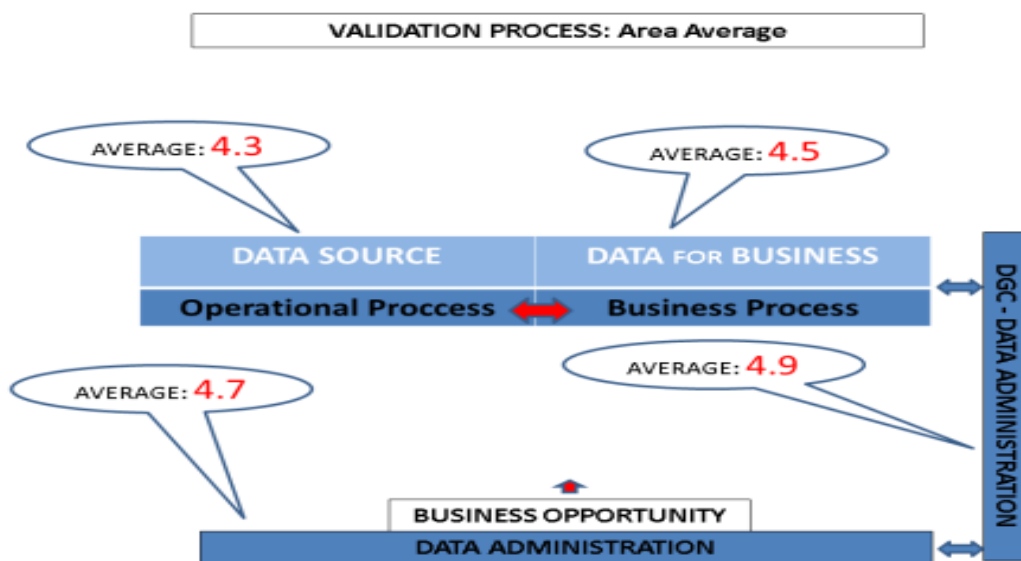 VALIDATION PROCESS: Area Average
AVERAGE: 4.3
AVERAGE: 4.5
DATA SOURCE
DATA FOR BUSINESS
Operational Proccess
Business Process
DGC - DATA ADMINISTRATION
AVERAGE: 4.7
AVERAGE: 4.9
BUSINESS OPPORTUNITY
DATA ADMINISTRATION